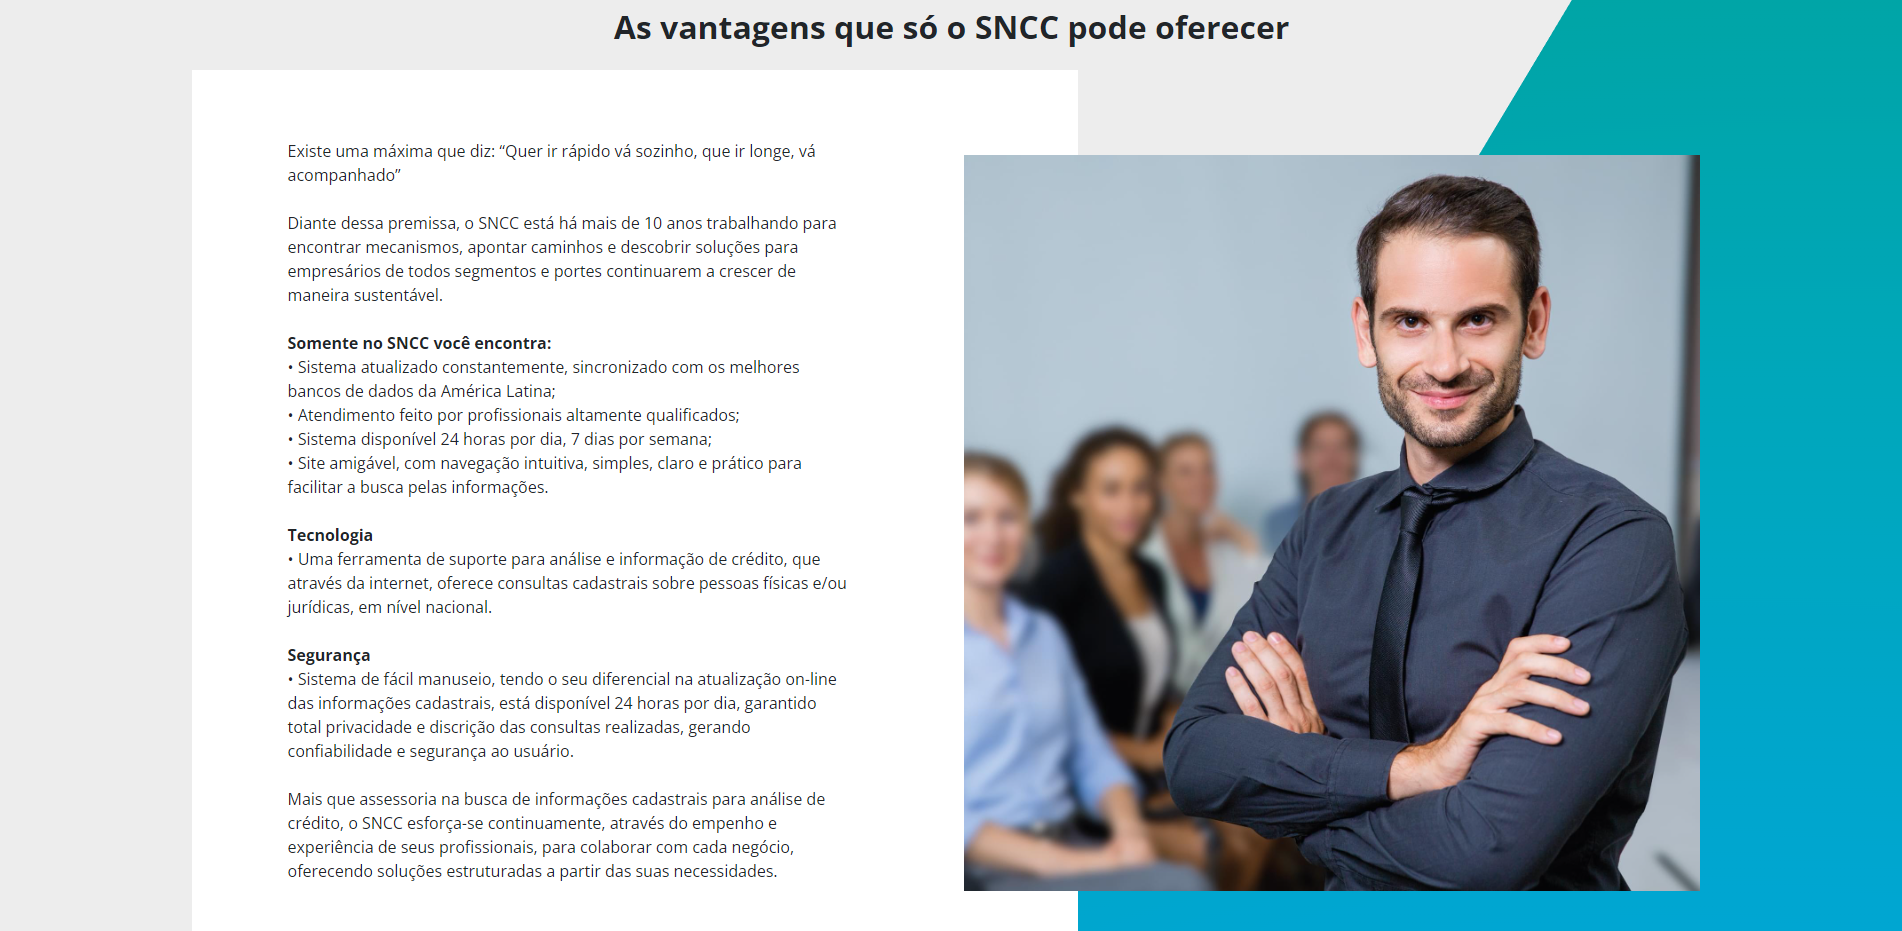 As vantagens que só o SNCC pode oferecer
Existe uma máxima que diz: “Quer ir rápido vá sozinho, que ir longe, vá
acompanhado”
Diante dessa premissa, o SNCC está há mais de 10 anos trabalhando para
encontrar mecanismos, apontar caminhos e descobrir soluções para
empresários de todos segmentos e portes continuarem a crescer de
maneira sustentável.
Somente no SNCC você encontra:
• Sistema atualizado constantemente, sincronizado com os melhores
bancos de dados da América Latina;
• Atendimento feito por profissionais altamente qualificados;
• Sistema disponível 24 horas por dia, 7 dias por semana;
• Site amigável, com navegação intuitiva, simples, claro e prático para
facilitar a busca pelas informações.
Tecnologia
• Uma ferramenta de suporte para análise e informação de crédito, que
através da internet, oferece consultas cadastrais sobre pessoas físicas e/ou
jurídicas, em nível nacional.
Segurança
• Sistema de fácil manuseio, tendo o seu diferencial na atualização on-line
das informações cadastrais, está disponível 24 horas por dia, garantido
total privacidade e discrição das consultas realizadas, gerando
confiabilidade e segurança ao usuário.
Mais que assessoria na busca de informações cadastrais para análise de
crédito, o SNCC esforça-se continuamente, através do empenho e
experiência de seus profissionais, para colaborar com cada negócio,
oferecendo soluções estruturadas a partir das suas necessidades.